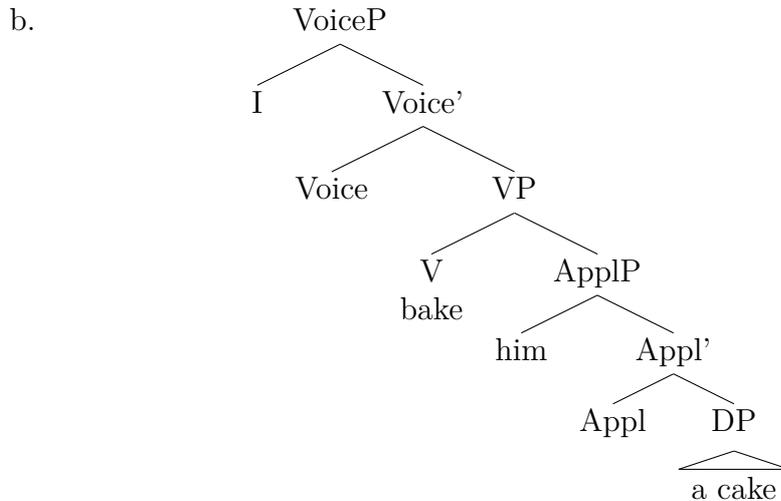 b. VoiceP
I Voice'
Voice VP
V ApplP
bake
him Appl'
Appl DP
a cake